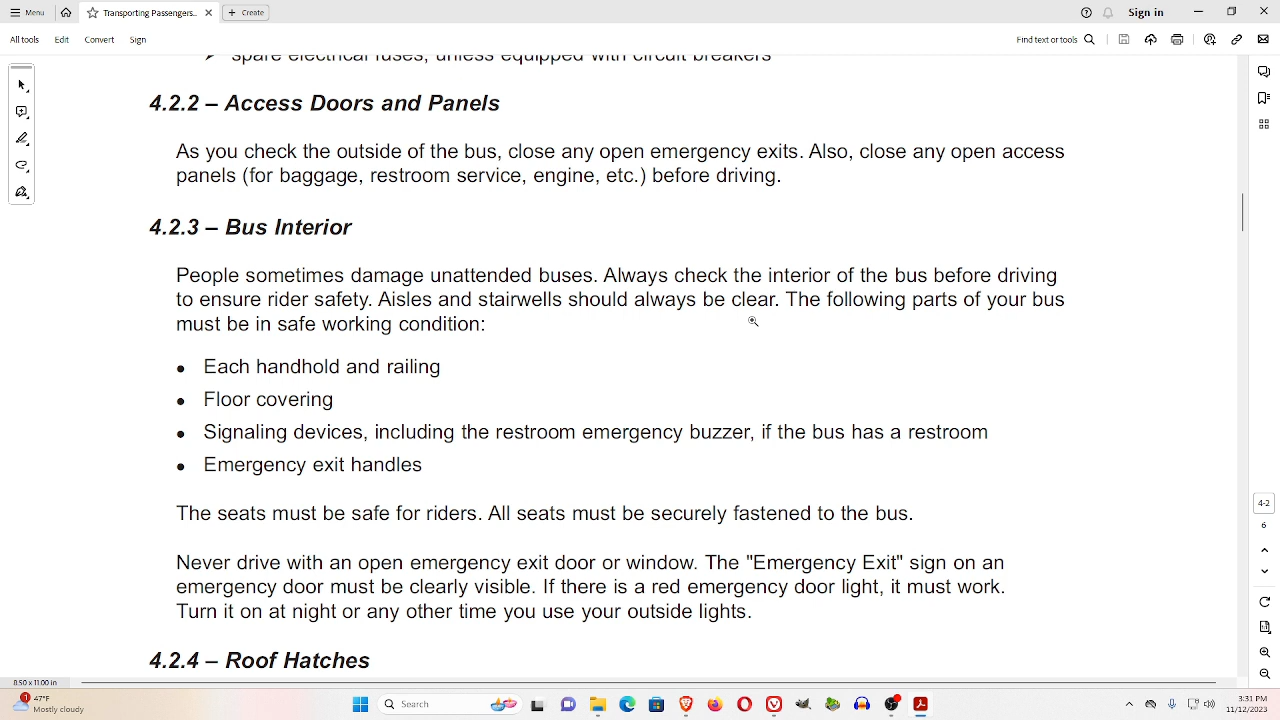 Menu
Transporting Passengers...
Create
Sign in
All tools
Edit
Convert
Sign
Find text or tools
spare electrical fuses, unless equipped with circuit breakers
4.2.2 – Access Doors and Panels
As you check the outside of the bus, close any open emergency exits. Also, close any open access
panels (for baggage, restroom service, engine, etc.) before driving.
4.2.3 – Bus Interior
People sometimes damage unattended buses. Always check the interior of the bus before driving
to ensure rider safety. Aisles and stairwells should always be clear. The following parts of your bus
must be in safe working condition:
• Each handhold and railing
• Floor covering
• Signaling devices, including the restroom emergency buzzer, if the bus has a restroom
• Emergency exit handles
The seats must be safe for riders. All seats must be securely fastened to the bus.
Never drive with an open emergency exit door or window. The "Emergency Exit" sign on an
emergency door must be clearly visible. If there is a red emergency door light, it must work.
Turn it on at night or any other time you use your outside lights.
4.2.4 – Roof Hatches
4-2
6
8.50 x 11.00 in
1
47°F
Mostly cloudy
Search
3:31 PM
11/12/2023